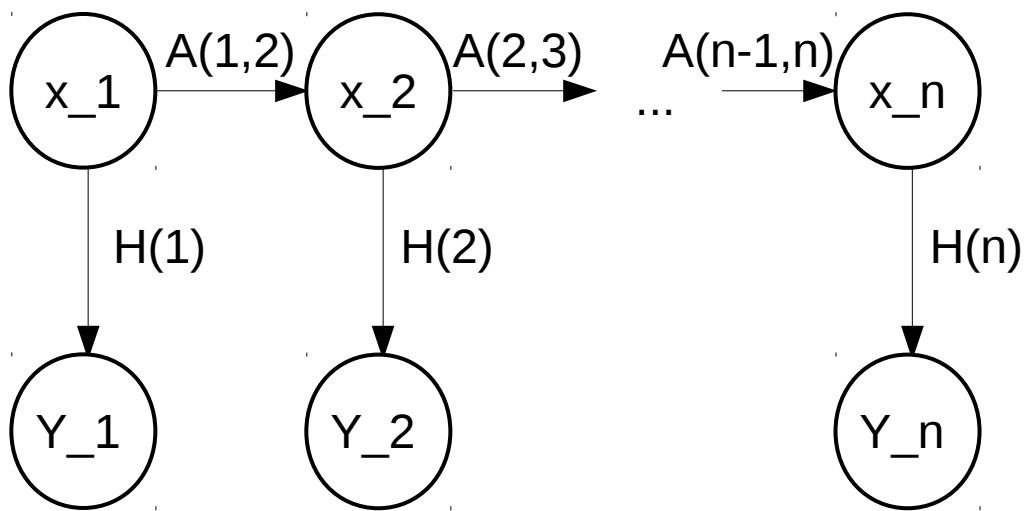 x_1 A(1,2) x_2 A(2,3) ... A(n-1,n) x_n
H(1) H(2) H(n)
Y_1 Y_2 Y_n